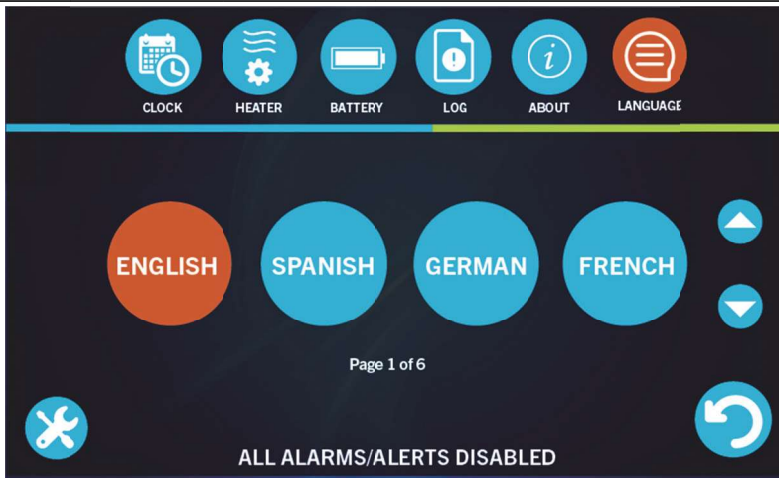 CLOCK HEATER BATTERY LOG ABOUT LANGUAGE
ENGLISH SPANISH GERMAN FRENCH
Page 1 of 6
ALL ALARMS/ALERTS DISABLED